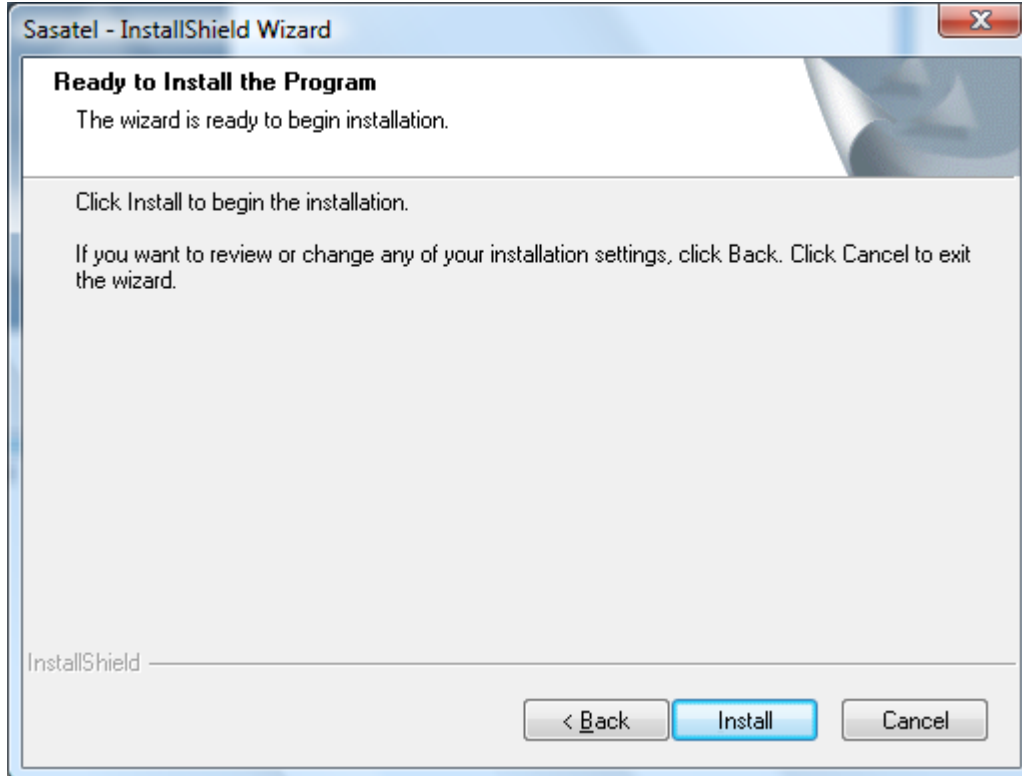 Sasatel - InstallShield Wizard
Ready to Install the Program
The wizard is ready to begin installation.
Click Install to begin the installation.
If you want to review or change any of your installation settings, click Back. Click Cancel to exit
the wizard.
InstallShield
< Back Install Cancel